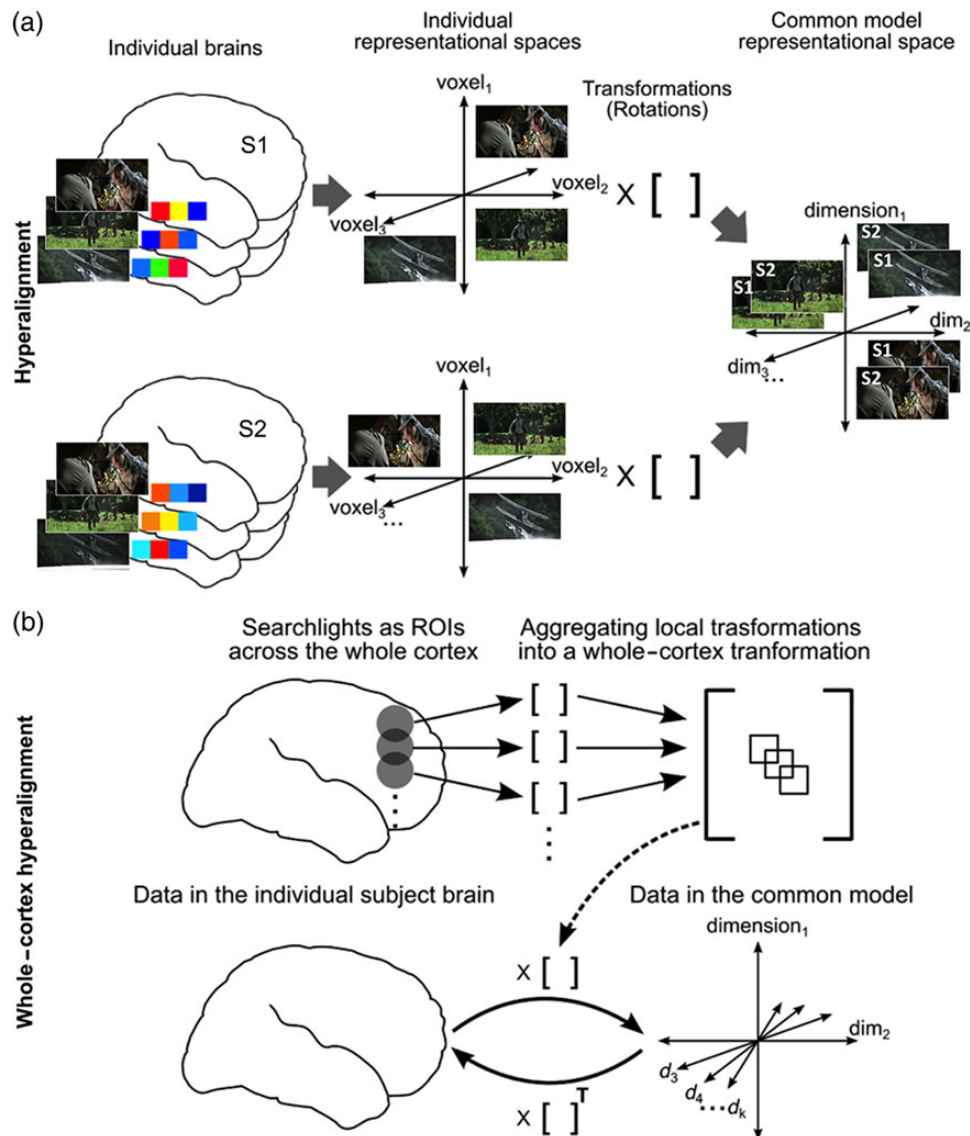 (a)
Individual brains
Individual
representational spaces
Common model
representational space
Transformations
(Rotations)
Hyperalignment
S1
voxel1
voxel2
voxel3
X [ ]
S2
voxel1
voxel2
voxel3
...
X [ ]
dimension1
S2
S1
S2
S1
dim2
dim3
...
S1
S2
(b)
Whole-cortex hyperalignment
Searchlights as ROIs
across the whole cortex
Aggregating local trasformations
into a whole-cortex tranformation
[ ]
[ ]
[ ]
Data in the individual subject brain
Data in the common model
X [ ]
X [ ]T
dimension1
dim2
d3
d4
...dk